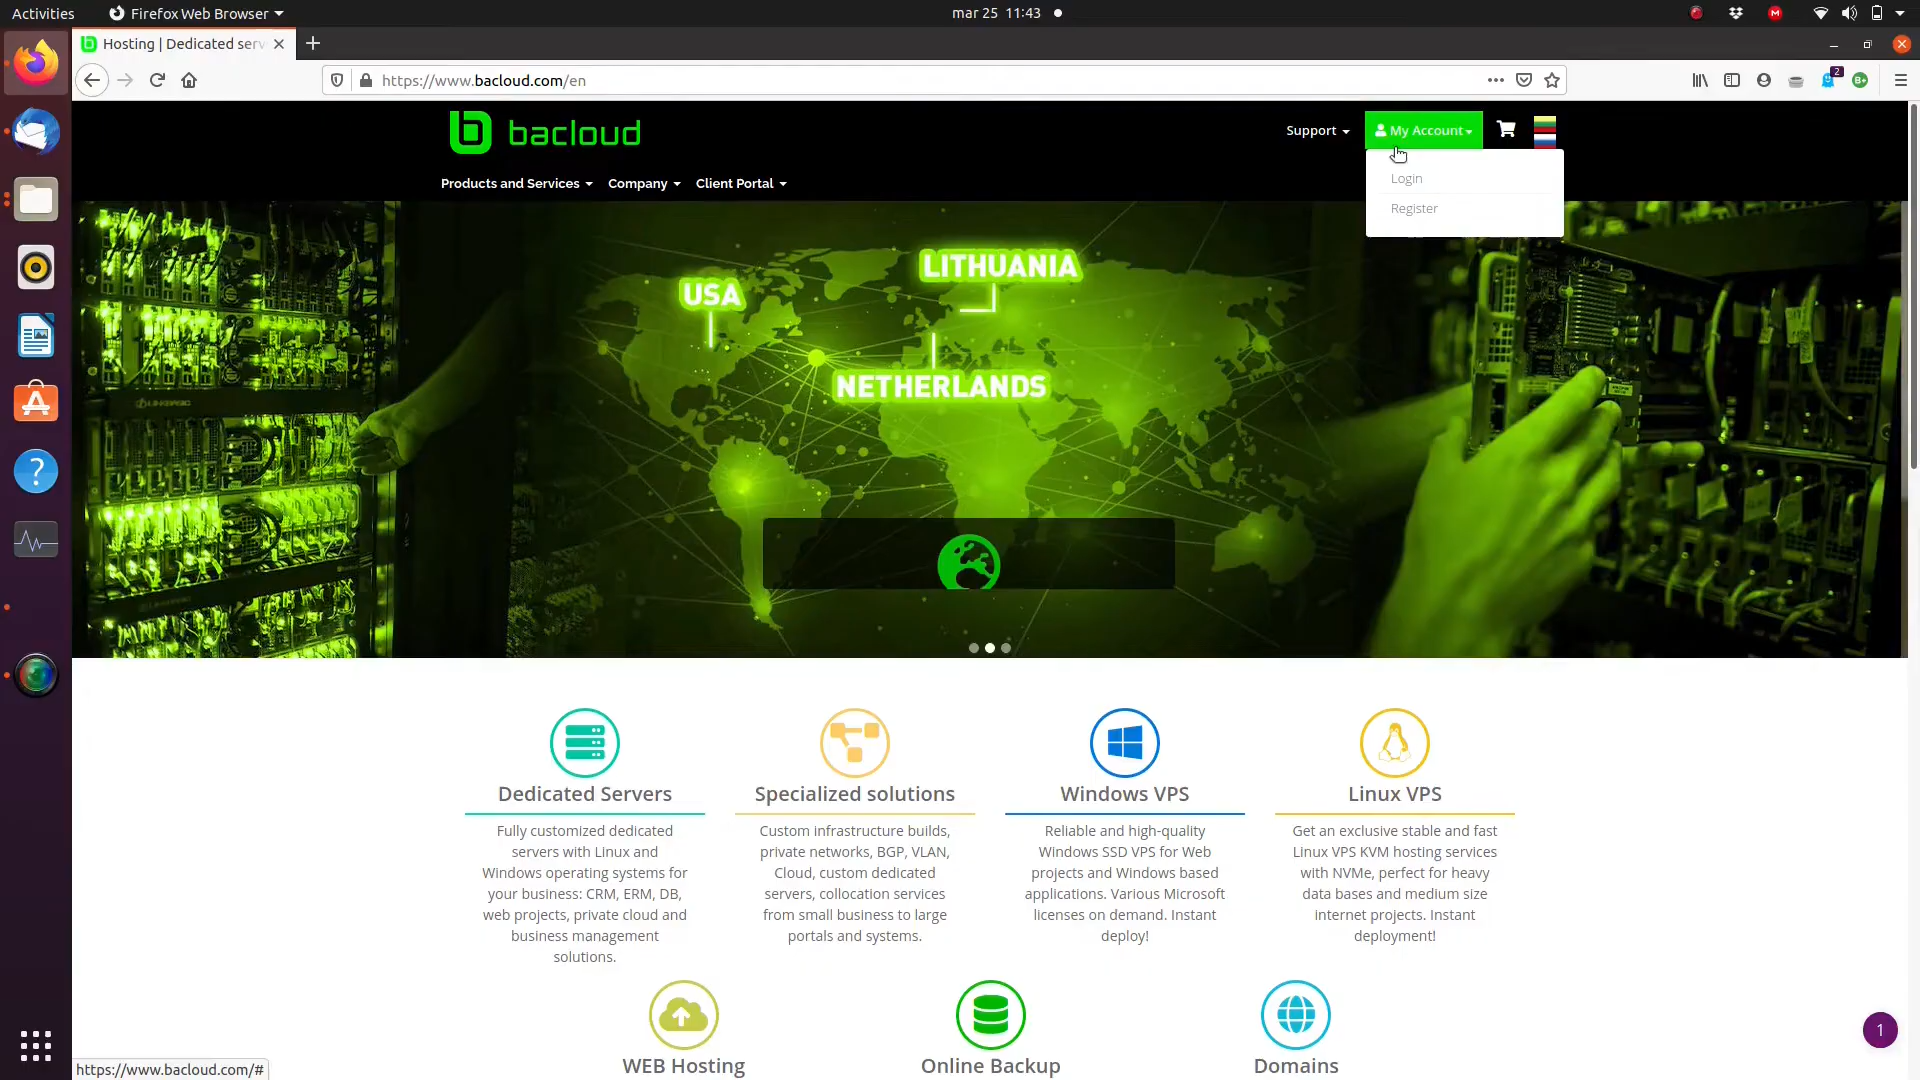 Activities
Firefox Web Browser
mar 25 11:43
M
Hosting | Dedicated serv
https://www.bacloud.com/en
2
B+
bacloud
Support
My Account
Products and Services
Company
Client Portal
Login
Register
USA
LITHUANIA
NETHERLANDS
Dedicated Servers
Fully customized dedicated
servers with Linux and
Windows operating systems for
your business: CRM, ERM, DB,
web projects, private cloud and
business management
solutions.
Specialized solutions
Custom infrastructure builds,
private networks, BGP, VLAN,
Cloud, custom dedicated
servers, collocation services
from small business to large
portals and systems.
Windows VPS
Reliable and high-quality
Windows SSD VPS for Web
projects and Windows based
applications. Various Microsoft
licenses on demand. Instant
deploy!
Linux VPS
Get an exclusive stable and fast
Linux VPS KVM hosting services
with NVMe, perfect for heavy
data bases and medium size
internet projects. Instant
deployment!
WEB Hosting
Online Backup
Domains
1
https://www.bacloud.com/#